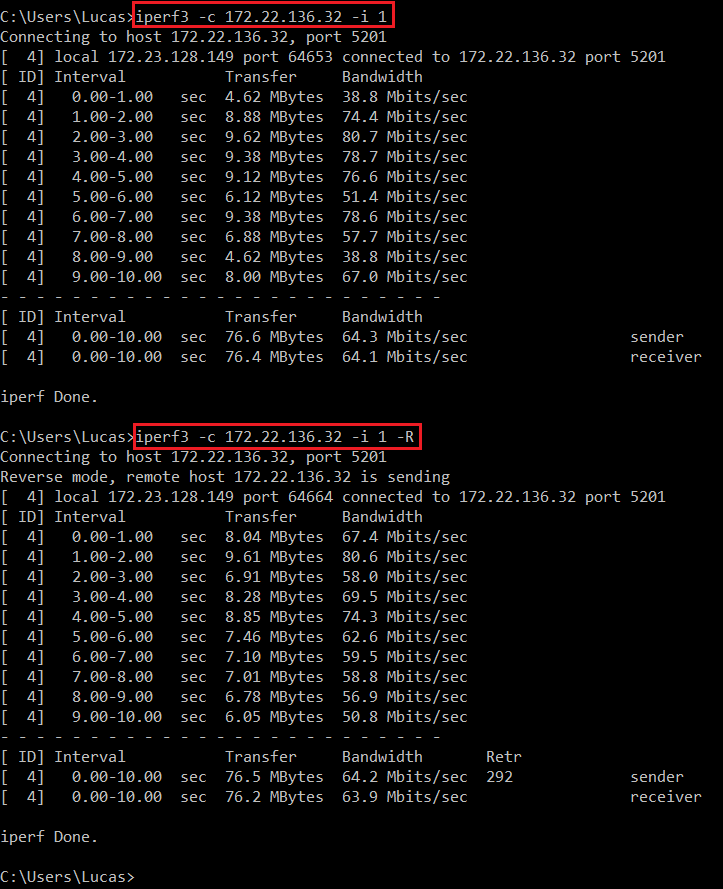 C:\Users\Lucas>iperf3 -c 172.22.136.32 -i 1
Connecting to host 172.22.136.32, port 5201
[  4] local 172.23.128.149 port 64653 connected to 172.22.136.32 port 5201
[ ID] Interval           Transfer     Bandwidth
[  4]   0.00-1.00   sec  4.62 MBytes  38.8 Mbits/sec
[  4]   1.00-2.00   sec  8.88 MBytes  74.4 Mbits/sec
[  4]   2.00-3.00   sec  9.62 MBytes  80.7 Mbits/sec
[  4]   3.00-4.00   sec  9.38 MBytes  78.7 Mbits/sec
[  4]   4.00-5.00   sec  9.12 MBytes  76.6 Mbits/sec
[  4]   5.00-6.00   sec  6.12 MBytes  51.4 Mbits/sec
[  4]   6.00-7.00   sec  9.38 MBytes  78.6 Mbits/sec
[  4]   7.00-8.00   sec  6.88 MBytes  57.7 Mbits/sec
[  4]   8.00-9.00   sec  4.62 MBytes  38.8 Mbits/sec
[  4]   9.00-10.00  sec  8.00 MBytes  67.0 Mbits/sec
- - - - - - - - - - - - - - - - - - - - - - - - -
[ ID] Interval           Transfer     Bandwidth
[  4]   0.00-10.00  sec  76.6 MBytes  64.3 Mbits/sec                  sender
[  4]   0.00-10.00  sec  76.4 MBytes  64.1 Mbits/sec                  receiver
iperf Done.
C:\Users\Lucas>iperf3 -c 172.22.136.32 -i 1 -R
Connecting to host 172.22.136.32, port 5201
Reverse mode, remote host 172.22.136.32 is sending
[  4] local 172.23.128.149 port 64664 connected to 172.22.136.32 port 5201
[ ID] Interval           Transfer     Bandwidth
[  4]   0.00-1.00   sec  8.04 MBytes  67.4 Mbits/sec
[  4]   1.00-2.00   sec  9.61 MBytes  80.6 Mbits/sec
[  4]   2.00-3.00   sec  6.91 MBytes  58.0 Mbits/sec
[  4]   3.00-4.00   sec  8.28 MBytes  69.5 Mbits/sec
[  4]   4.00-5.00   sec  8.85 MBytes  74.3 Mbits/sec
[  4]   5.00-6.00   sec  7.46 MBytes  62.6 Mbits/sec
[  4]   6.00-7.00   sec  7.10 MBytes  59.5 Mbits/sec
[  4]   7.00-8.00   sec  7.01 MBytes  58.8 Mbits/sec
[  4]   8.00-9.00   sec  6.78 MBytes  56.9 Mbits/sec
[  4]   9.00-10.00  sec  6.05 MBytes  50.8 Mbits/sec
- - - - - - - - - - - - - - - - - - - - - - - - -
[ ID] Interval           Transfer     Bandwidth       Retr
[  4]   0.00-10.00  sec  76.5 MBytes  64.2 Mbits/sec  292             sender
[  4]   0.00-10.00  sec  76.2 MBytes  63.9 Mbits/sec                  receiver
iperf Done.
C:\Users\Lucas>